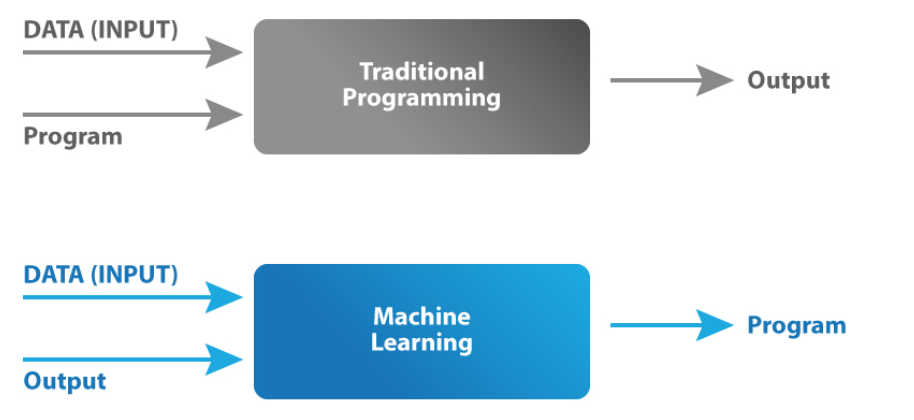 DATA (INPUT)
Program
Traditional
Programming
Output
DATA (INPUT)
Output
Machine
Learning
Program